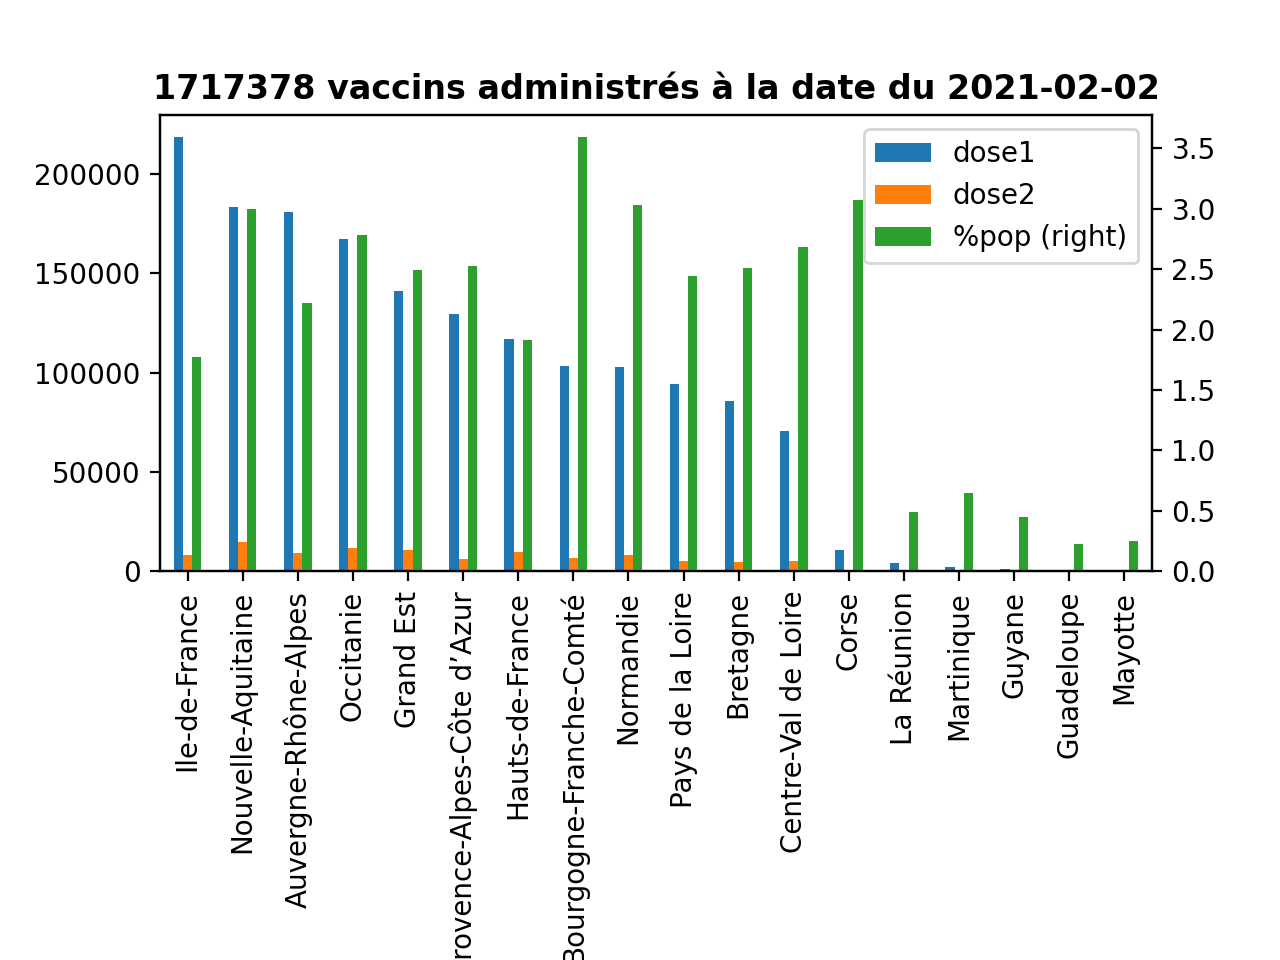 1717378 vaccins administrés à la date du 2021-02-02
dose1
dose2
%pop (right)
200000
150000
100000
50000
0
3.5
3.0
2.5
2.0
1.5
1.0
0.5
0.0
Ile-de-France
Nouvelle-Aquitaine
Auvergne-Rhône-Alpes
Occitanie
Grand Est
rovence-Alpes-Côte d’Azur
Hauts-de-France
Bourgogne-Franche-Comté
Normandie
Pays de la Loire
Bretagne
Centre-Val de Loire
Corse
La Réunion
Martinique
Guyane
Guadeloupe
Mayotte